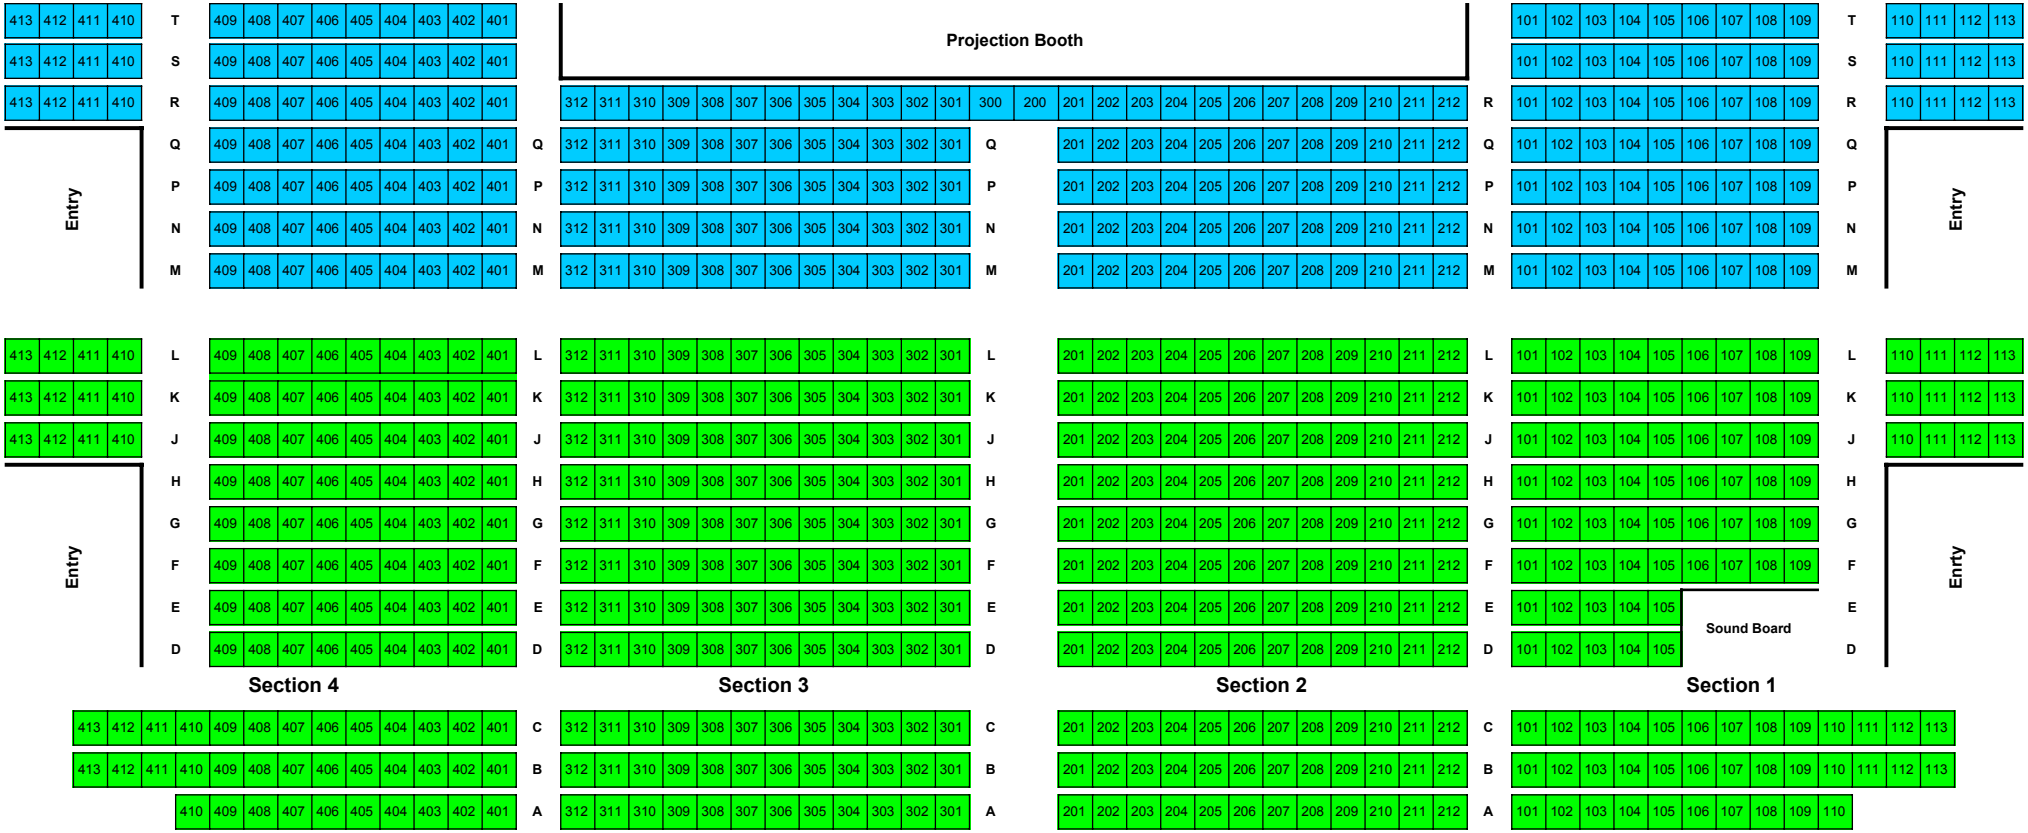 413 412 411 410 T 409 408 407 406 405 404 403 402 401 Projection Booth 101 102 103 104 105 106 107 108 109 T 110 111 112 113
413 412 411 410 S 409 408 407 406 405 404 403 402 401 101 102 103 104 105 106 107 108 109 S 110 111 112 113
413 412 411 410 R 409 408 407 406 405 404 403 402 401 312 311 310 309 308 307 306 305 304 303 302 301 300 200 201 202 203 204 205 206 207 208 209 210 211 212 R 101 102 103 104 105 106 107 108 109 R 110 111 112 113
Q 409 408 407 406 405 404 403 402 401 Q 312 311 310 309 308 307 306 305 304 303 302 301 Q 201 202 203 204 205 206 207 208 209 210 211 212 Q 101 102 103 104 105 106 107 108 109 Q
Entry P 409 408 407 406 405 404 403 402 401 P 312 311 310 309 308 307 306 305 304 303 302 301 P 201 202 203 204 205 206 207 208 209 210 211 212 P 101 102 103 104 105 106 107 108 109 P Entry
N 409 408 407 406 405 404 403 402 401 N 312 311 310 309 308 307 306 305 304 303 302 301 N 201 202 203 204 205 206 207 208 209 210 211 212 N 101 102 103 104 105 106 107 108 109 N
M 409 408 407 406 405 404 403 402 401 M 312 311 310 309 308 307 306 305 304 303 302 301 M 201 202 203 204 205 206 207 208 209 210 211 212 M 101 102 103 104 105 106 107 108 109 M
413 412 411 410 L 409 408 407 406 405 404 403 402 401 L 312 311 310 309 308 307 306 305 304 303 302 301 L 201 202 203 204 205 206 207 208 209 210 211 212 L 101 102 103 104 105 106 107 108 109 L 110 111 112 113
413 412 411 410 K 409 408 407 406 405 404 403 402 401 K 312 311 310 309 308 307 306 305 304 303 302 301 K 201 202 203 204 205 206 207 208 209 210 211 212 K 101 102 103 104 105 106 107 108 109 K 110 111 112 113
413 412 411 410 J 409 408 407 406 405 404 403 402 401 J 312 311 310 309 308 307 306 305 304 303 302 301 J 201 202 203 204 205 206 207 208 209 210 211 212 J 101 102 103 104 105 106 107 108 109 J 110 111 112 113
H 409 408 407 406 405 404 403 402 401 H 312 311 310 309 308 307 306 305 304 303 302 301 H 201 202 203 204 205 206 207 208 209 210 211 212 H 101 102 103 104 105 106 107 108 109 H
G 409 408 407 406 405 404 403 402 401 G 312 311 310 309 308 307 306 305 304 303 302 301 G 201 202 203 204 205 206 207 208 209 210 211 212 G 101 102 103 104 105 106 107 108 109 G
Entry F 409 408 407 406 405 404 403 402 401 F 312 311 310 309 308 307 306 305 304 303 302 301 F 201 202 203 204 205 206 207 208 209 210 211 212 F 101 102 103 104 105 106 107 108 109 F Enrty
E 409 408 407 406 405 404 403 402 401 E 312 311 310 309 308 307 306 305 304 303 302 301 E 201 202 203 204 205 206 207 208 209 210 211 212 E 101 102 103 104 105 E
Sound Board
D 409 408 407 406 405 404 403 402 401 D 312 311 310 309 308 307 306 305 304 303 302 301 D 201 202 203 204 205 206 207 208 209 210 211 212 D 101 102 103 104 105 D
Section 4 Section 3 Section 2 Section 1
413 412 411 410 409 408 407 406 405 404 403 402 401 C 312 311 310 309 308 307 306 305 304 303 302 301 C 201 202 203 204 205 206 207 208 209 210 211 212 C 101 102 103 104 105 106 107 108 109 110 111 112 113
413 412 411 410 409 408 407 406 405 404 403 402 401 B 312 311 310 309 308 307 306 305 304 303 302 301 B 201 202 203 204 205 206 207 208 209 210 211 212 B 101 102 103 104 105 106 107 108 109 110 111 112 113
410 409 408 407 406 405 404 403 402 401 A 312 311 310 309 308 307 306 305 304 303 302 301 A 201 202 203 204 205 206 207 208 209 210 211 212 A 101 102 103 104 105 106 107 108 109 110